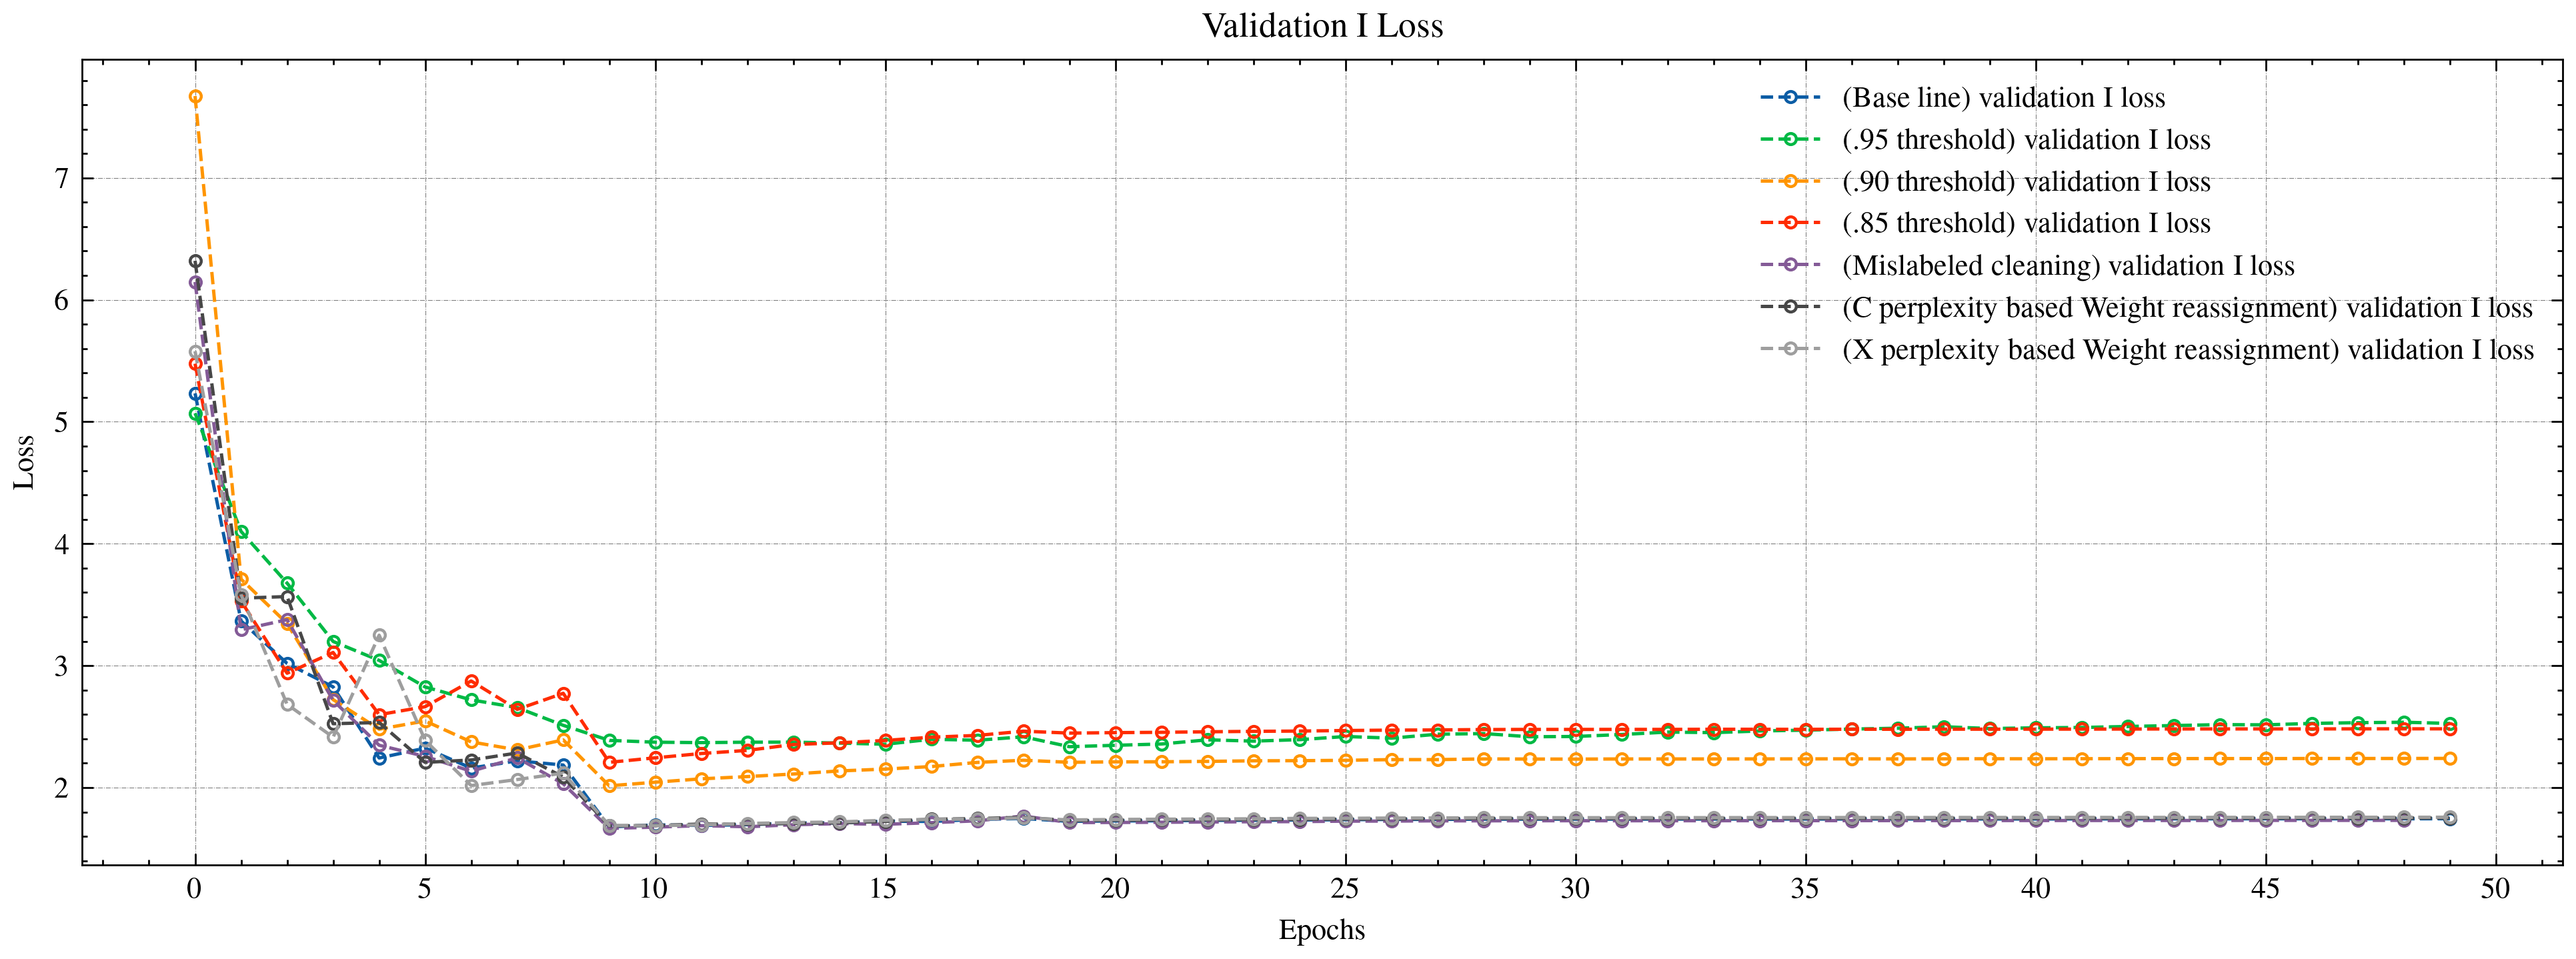 Validation I Loss
(Base line) validation I loss
(.95 threshold) validation I loss
(.90 threshold) validation I loss
(.85 threshold) validation I loss
(Mislabeled cleaning) validation I loss
(C perplexity based Weight reassignment) validation I loss
(X perplexity based Weight reassignment) validation I loss
7
6
5
4
3
2
Loss
0 5 10 15 20 25 30 35 40 45 50
Epochs